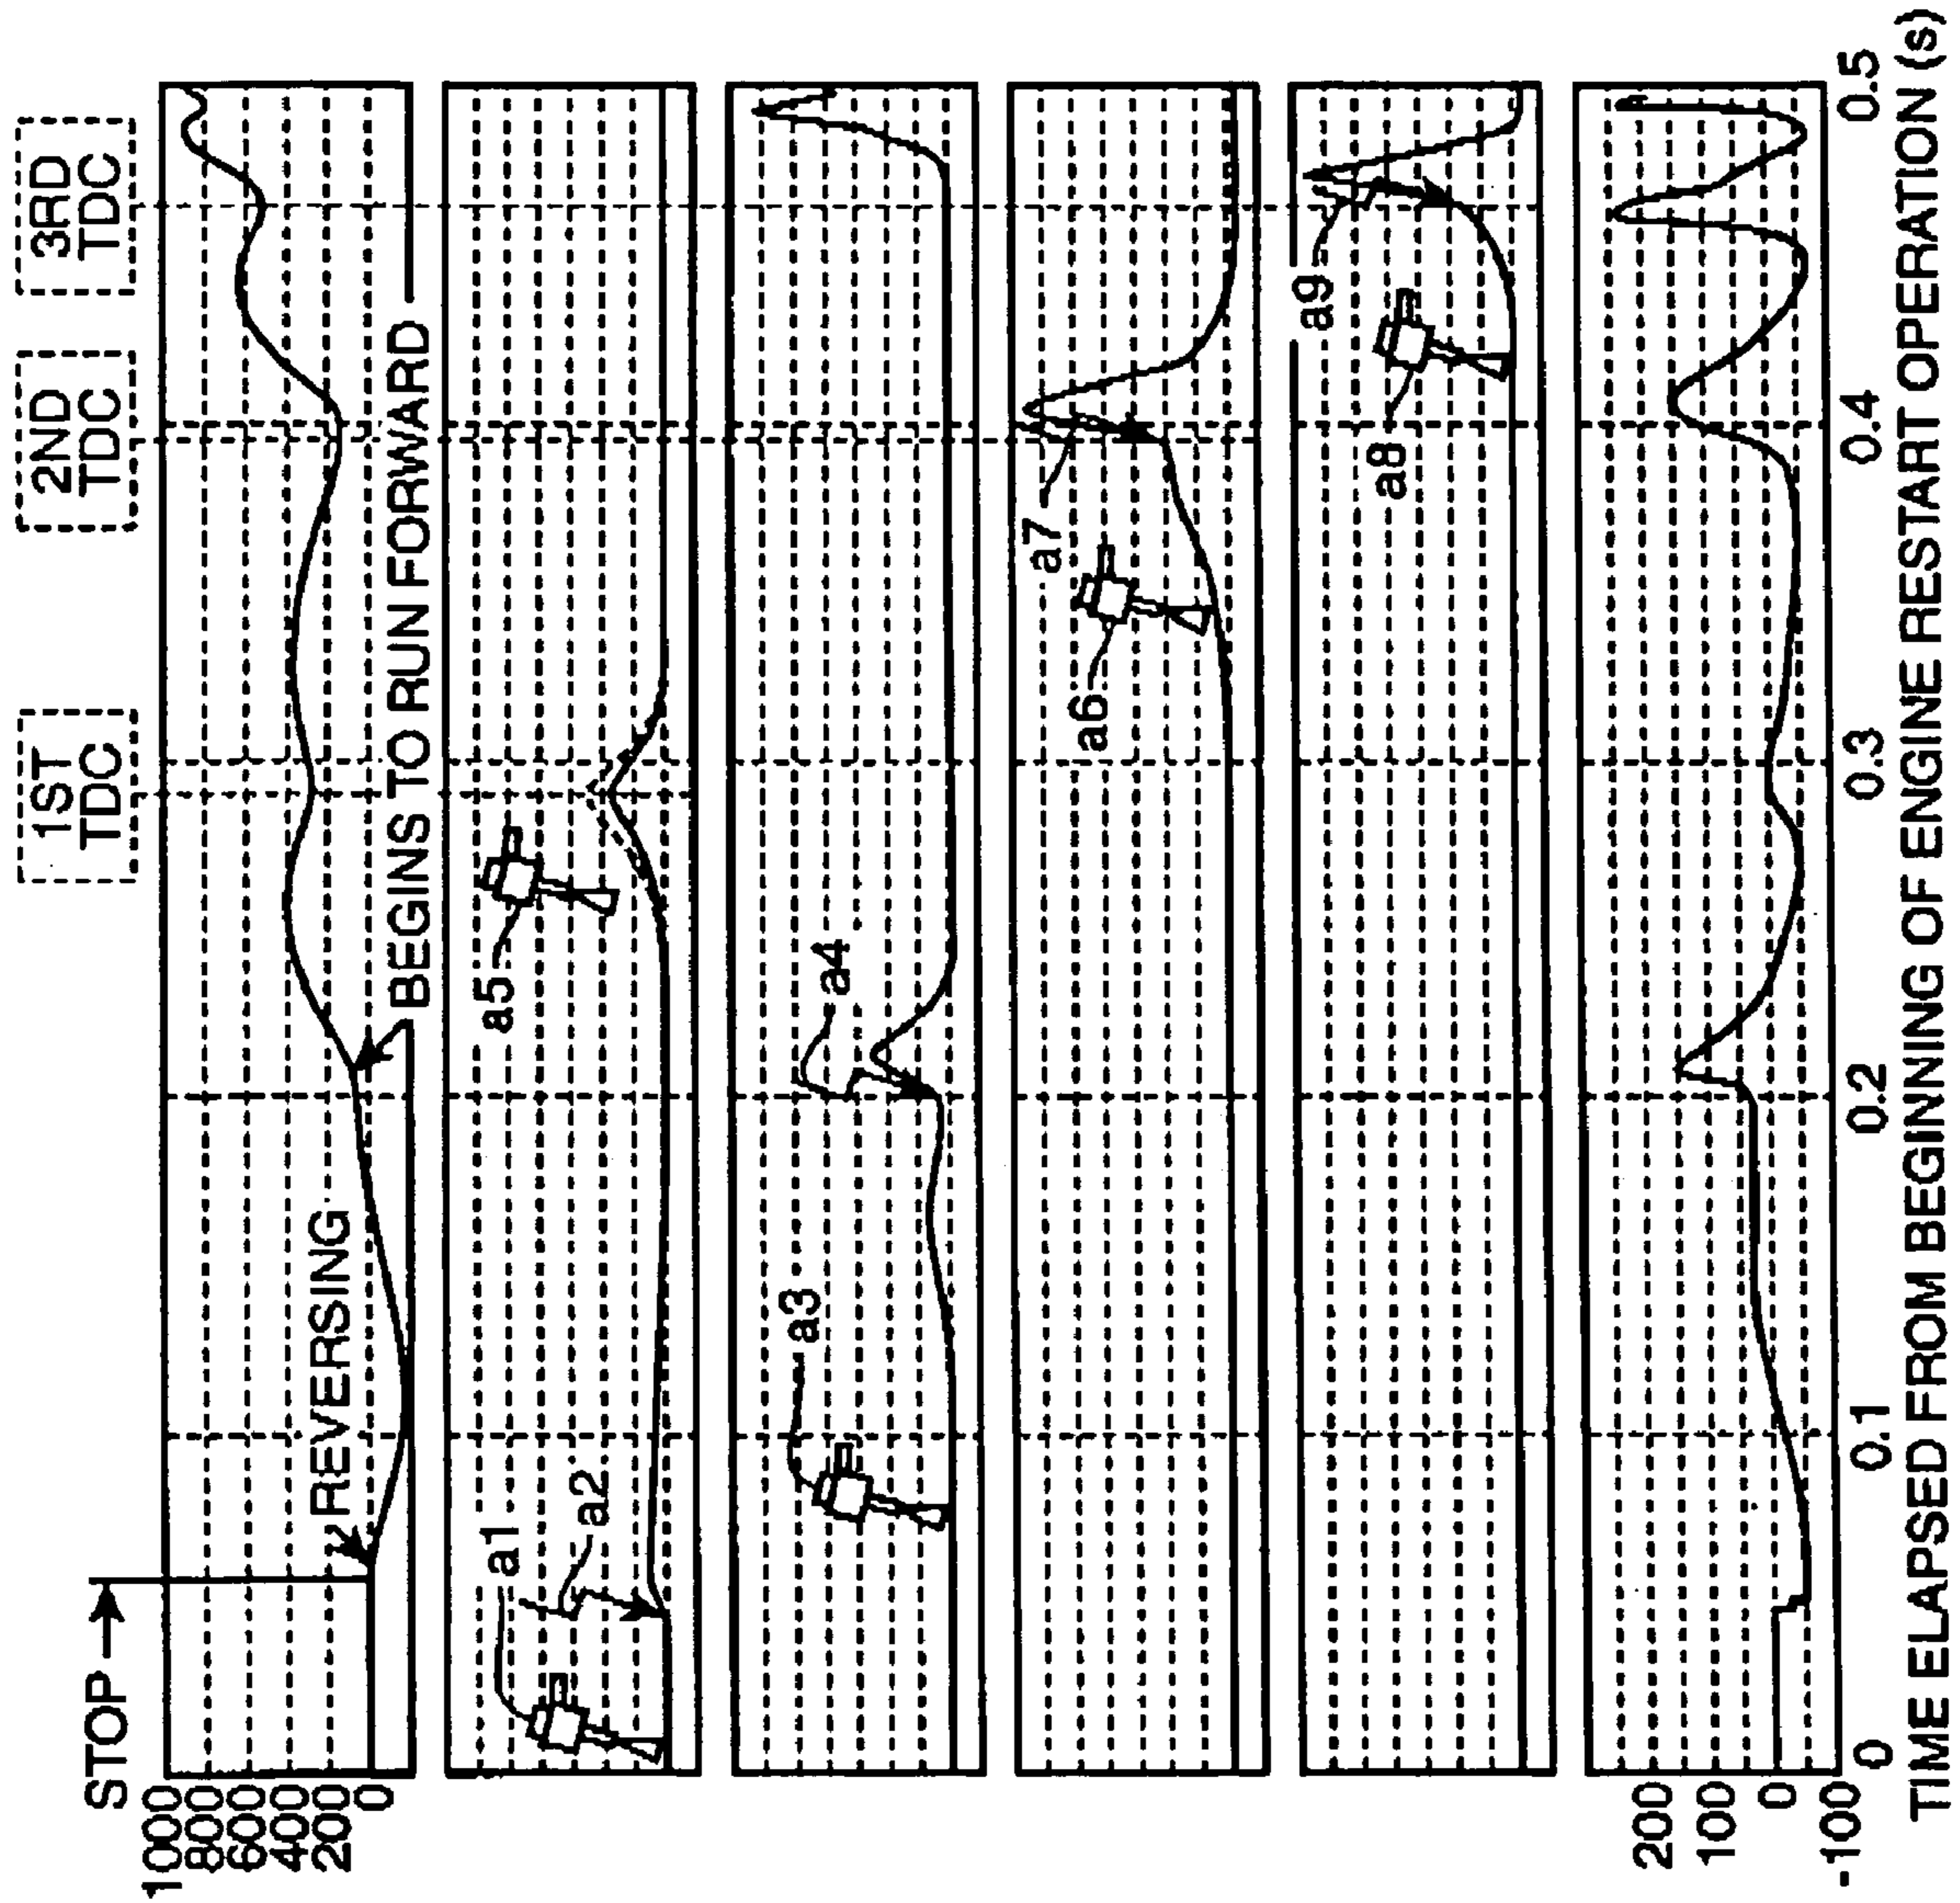 STOP
1ST
TDC
2ND
TDC
3RD
TDC
1000
800
600
400
200
0
REVERSING
BEGINS TO RUN FORWARD
a1
a2
a5
a3
a4
a6
a7
a8
a9
200
100
0
-100
0
0.1
0.2
0.3
0.4
0.5
TIME ELAPSED FROM BEGINNING OF ENGINE RESTART OPERATION (s)